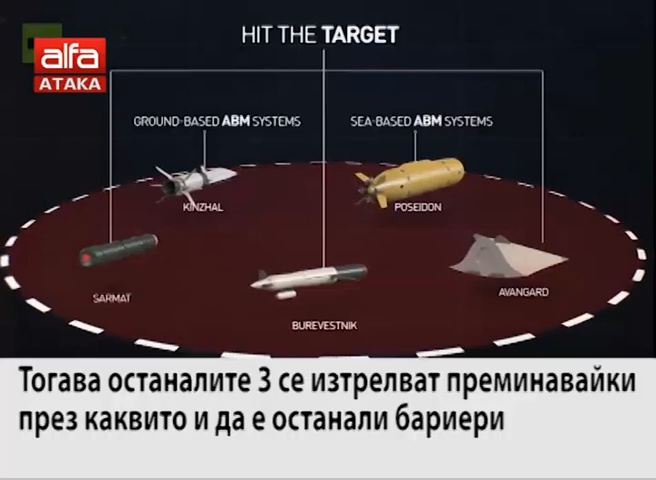 HIT THE TARGET
alfa
ATAKA
GROUND-BASED ABM SYSTEMS
SEA-BASED ABM SYSTEMS
KINZHAL
POSEIDON
SARMAT
AVANGARD
BUREVESTNIK
Тогава останалите 3 се изтрелват преминавайки
през каквито и да е останали бариери